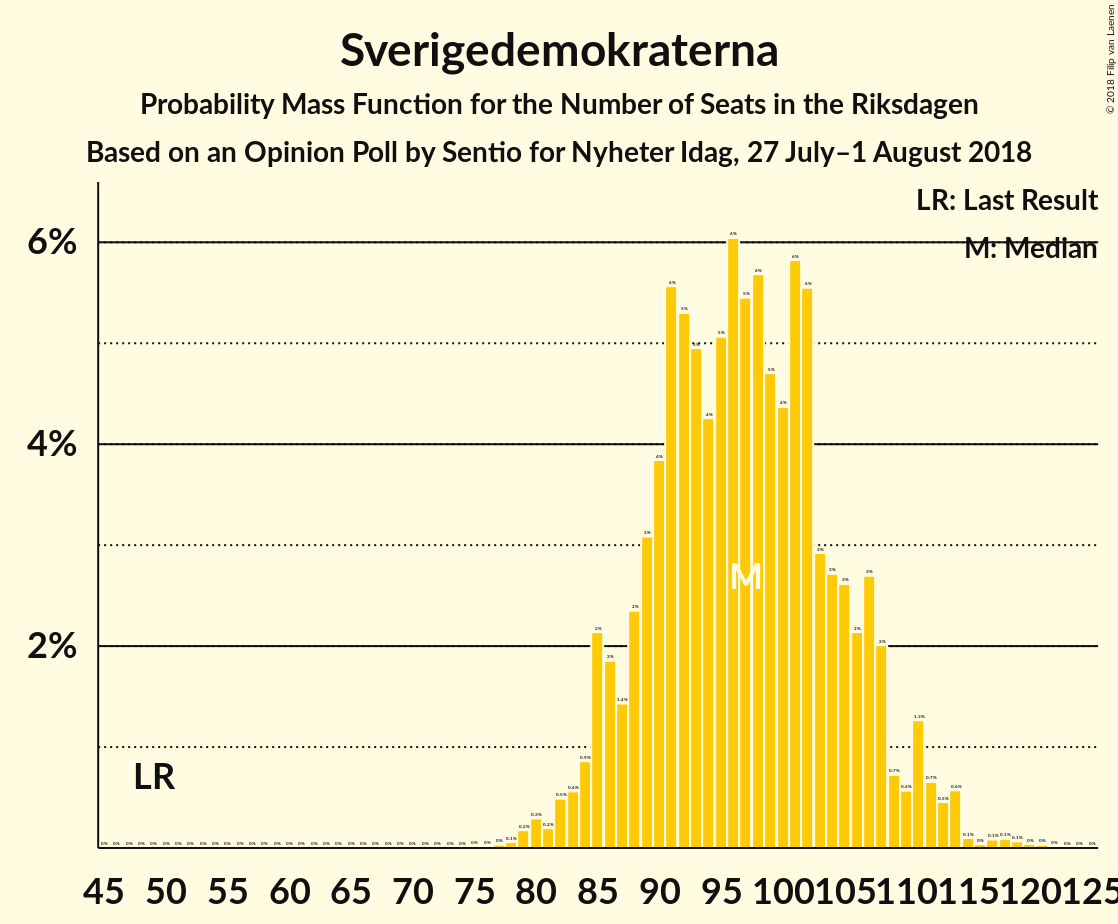 Sverigedemokraterna
Probability Mass Function for the Number of Seats in the Riksdagen
Based on an Opinion Poll by Sentio for Nyheter Idag, 27 July–1 August 2018
© 2018 Filip van Laenen
LR: Last Result
M: Median
6%
4%
2%
LR
M
45 50 55 60 65 70 75 80 85 90 95 100 105 110 115 120 125